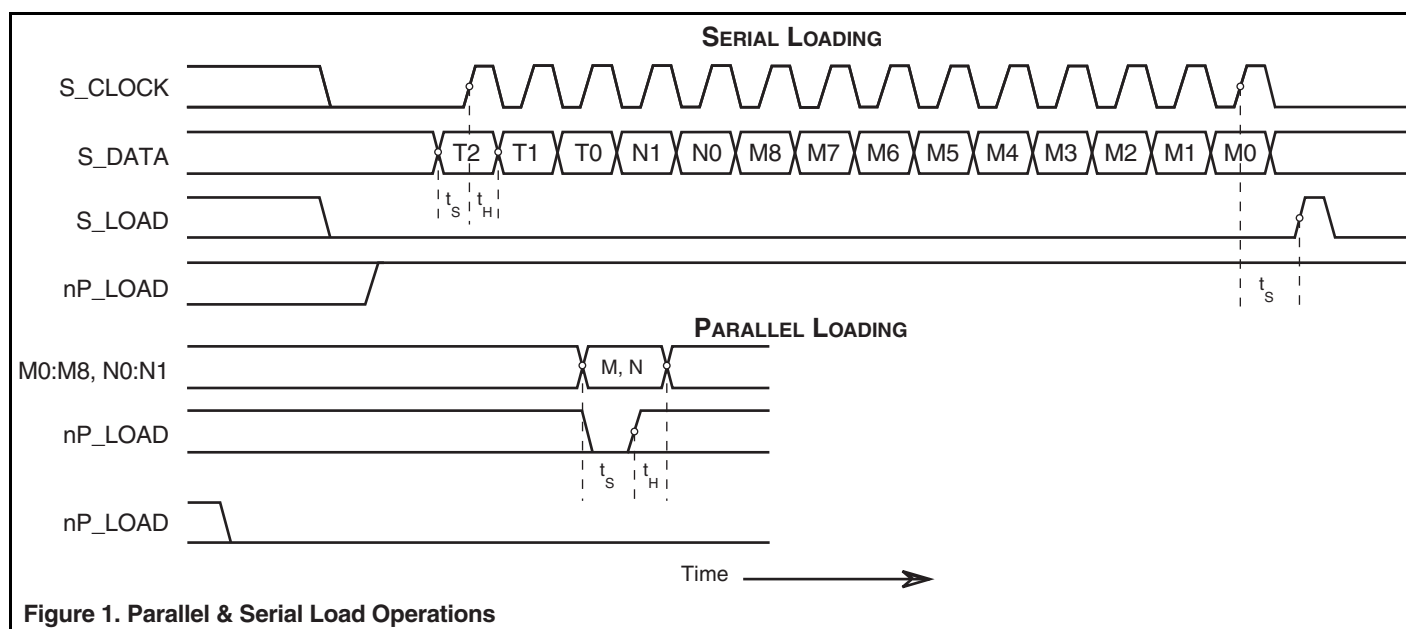 SERIAL LOADING
S_CLOCK
S_DATA T2 T1 T0 N1 N0 M8 M7 M6 M5 M4 M3 M2 M1 M0
tS tH
S_LOAD
nP_LOAD
tS
PARALLEL LOADING
M0:M8, N0:N1 M, N
nP_LOAD
tS tH
nP_LOAD
Time
Figure 1. Parallel & Serial Load Operations